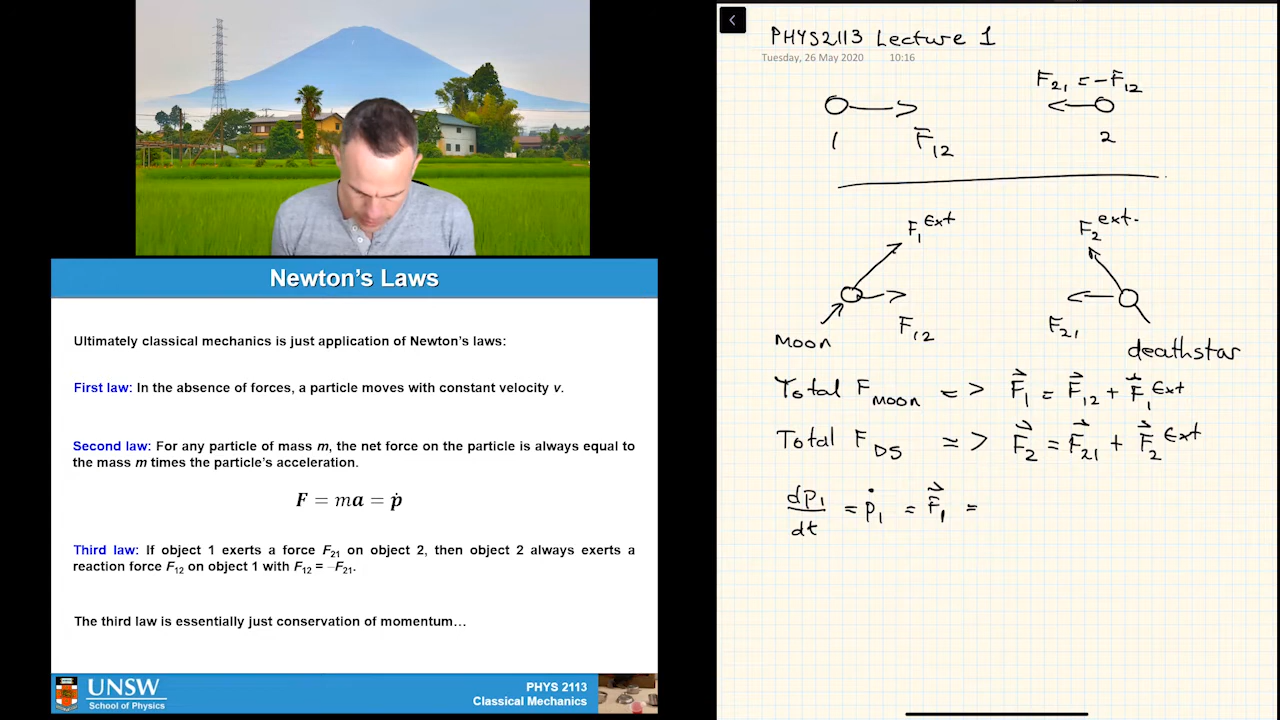 Newton's Laws
Ultimately classical mechanics is just application of Newton's laws:
First law: In the absence of forces, a particle moves with constant velocity v.
Second law: For any particle of mass m, the net force on the particle is always equal to
the mass m times the particle's acceleration.
F = ma = ṗ
Third law: If object 1 exerts a force F₂₁ on object 2, then object 2 always exerts a
reaction force F₁₂ on object 1 with F₁₂ = –F₂₁.
The third law is essentially just conservation of momentum…
UNSW
School of Physics
PHYS 2113
Classical Mechanics
PHYS2113 Lecture 1
Tuesday, 26 May 2020 10:16
F₂₁ = -F₁₂
1 F₁₂ 2
F₁ Ext F₂ ext.
F₁₂ F₂₁
moon deathstar
Total F moon => F⃗₁ = F⃗₁₂ + F⃗₁ Ext
Total F DS => F⃗₂ = F⃗₂₁ + F⃗₂ Ext
dp₁/dt = ṗ₁ = F⃗₁ =